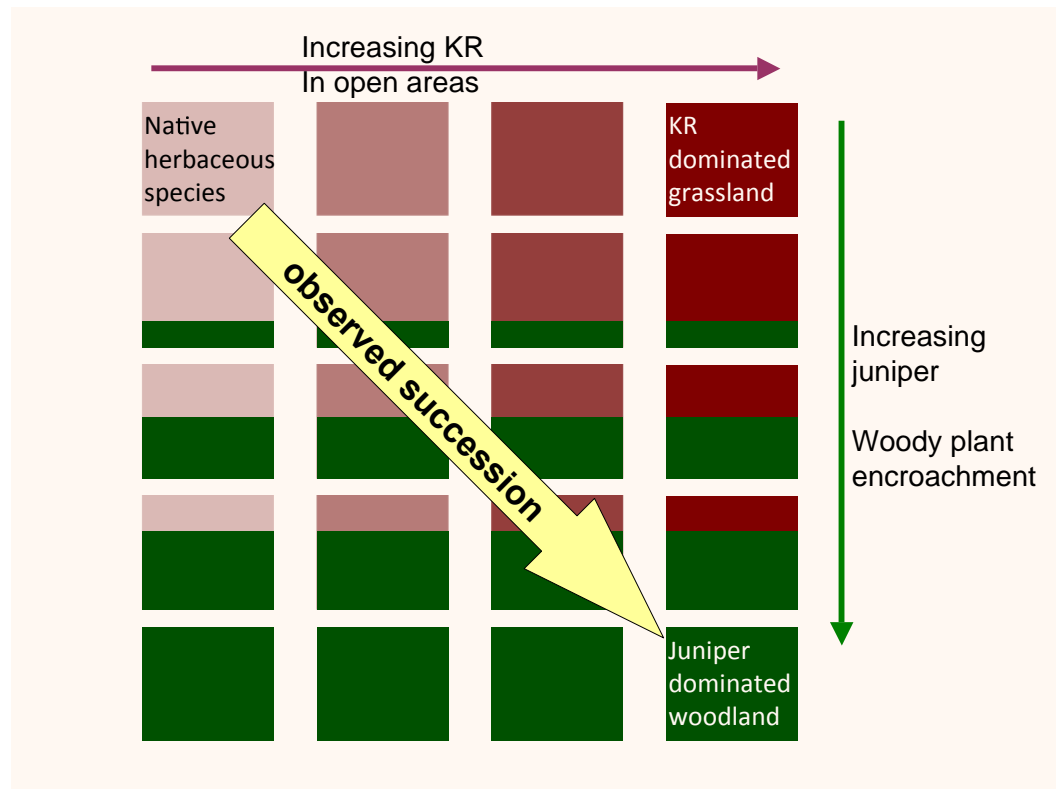 Increasing KR
In open areas
Native
herbaceous
species
KR
dominated
grassland
observed succession
Increasing
juniper
Woody plant
encroachment
Juniper
dominated
woodland